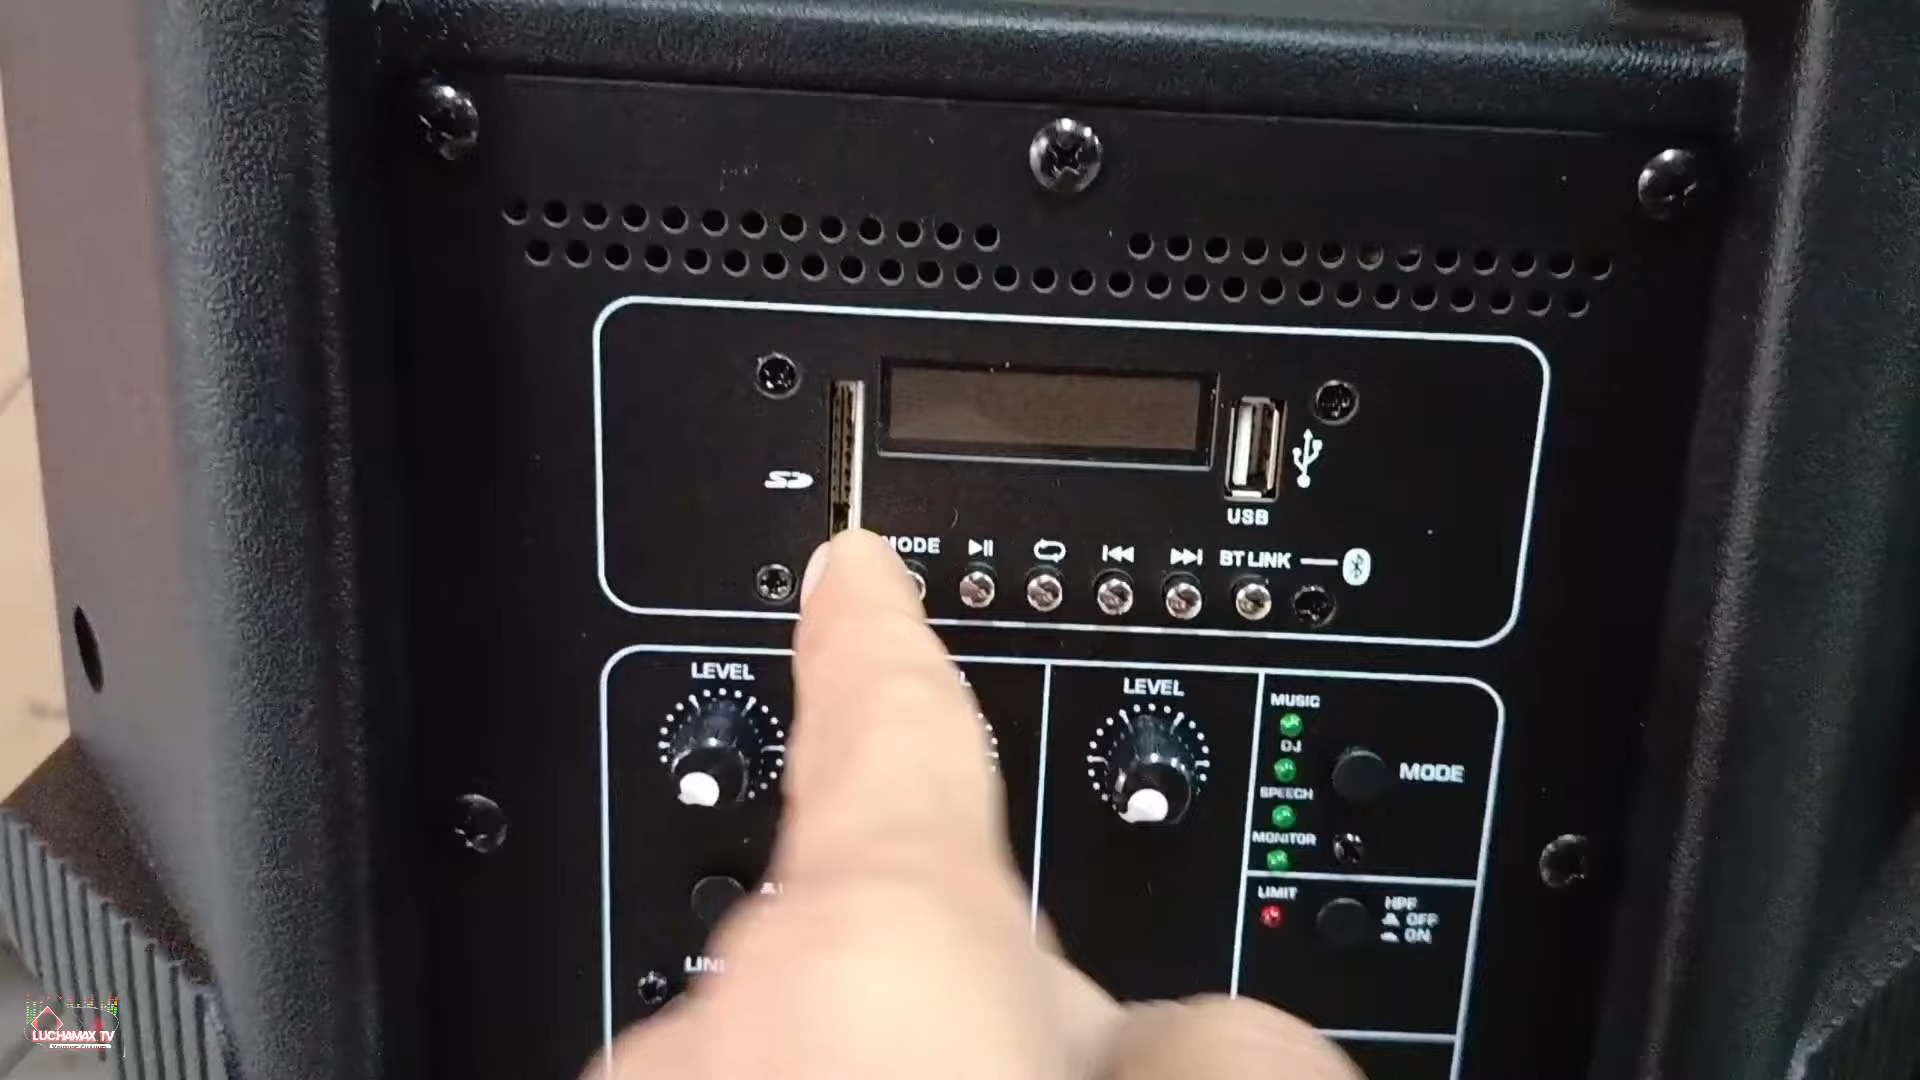 SD
USB
MODE
BT LINK
LEVEL
LEVEL
MUSIC
DJ
SPEECH
MONITOR
MODE
LIMIT
HPF
OFF
ON
LUCHAMAX TV